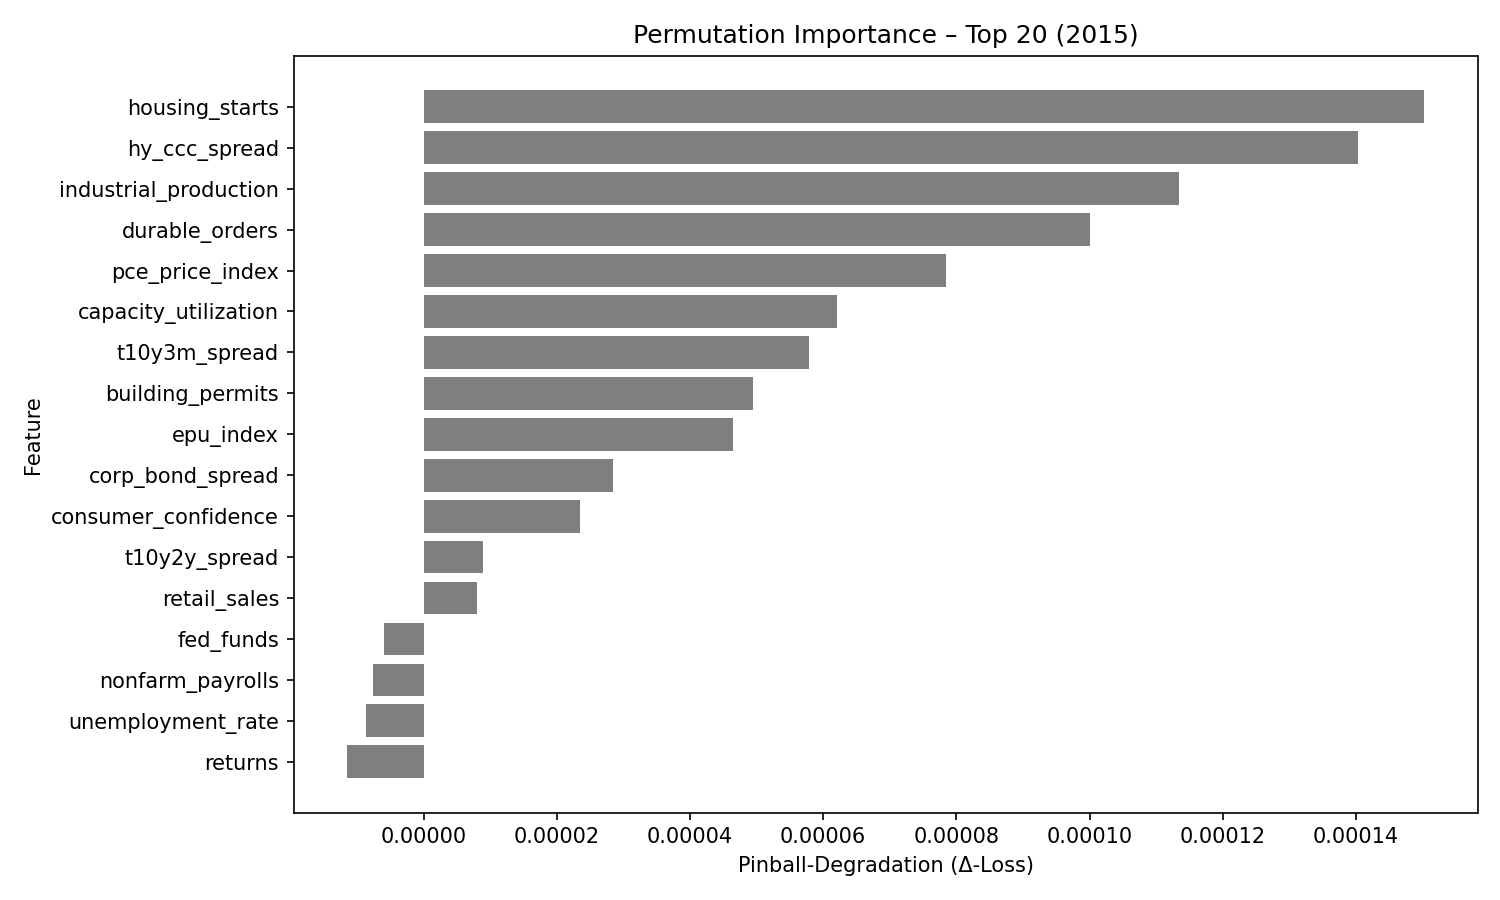 Permutation Importance – Top 20 (2015)
housing_starts
hy_ccc_spread
industrial_production
durable_orders
pce_price_index
capacity_utilization
t10y3m_spread
building_permits
epu_index
corp_bond_spread
consumer_confidence
t10y2y_spread
retail_sales
fed_funds
nonfarm_payrolls
unemployment_rate
returns
Feature
0.00000 0.00002 0.00004 0.00006 0.00008 0.00010 0.00012 0.00014
Pinball-Degradation (Δ-Loss)